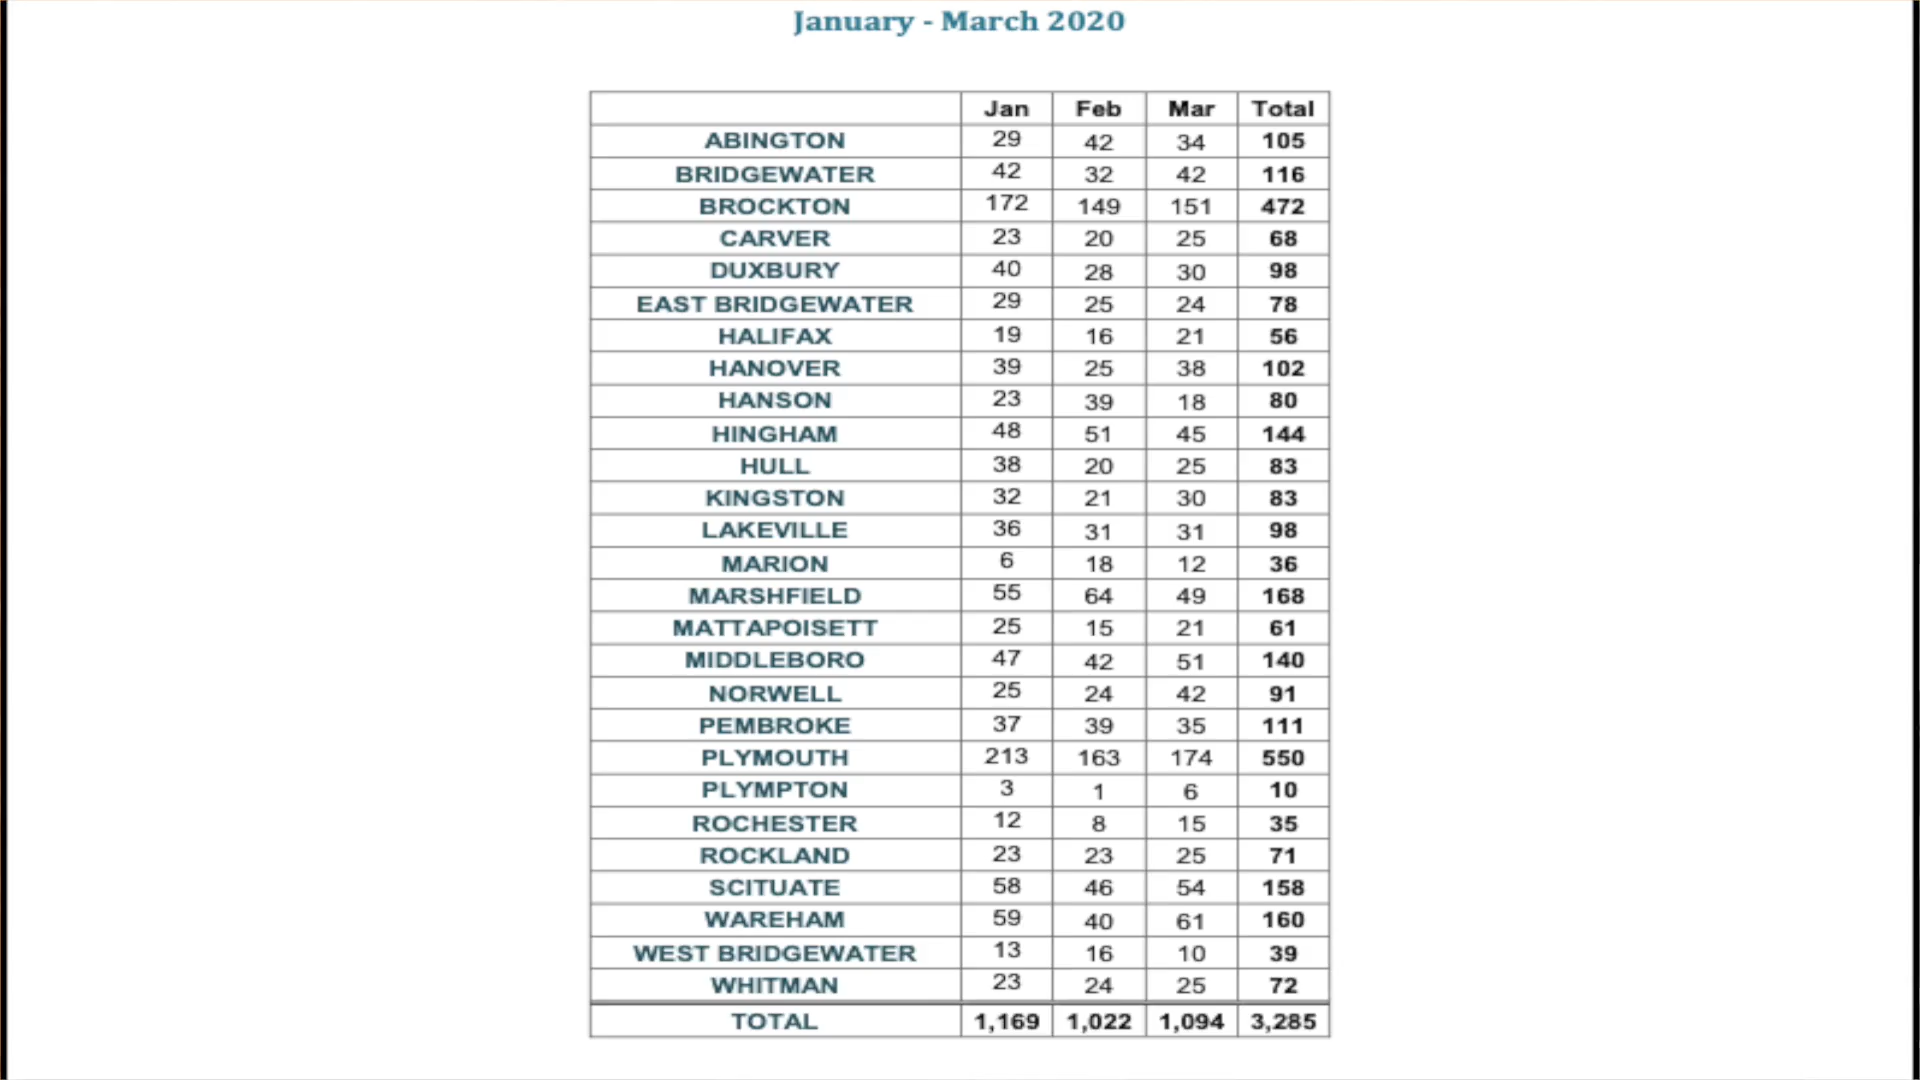 January - March 2020
Jan Feb Mar Total
ABINGTON 29 42 34 105
BRIDGEWATER 42 32 42 116
BROCKTON 172 149 151 472
CARVER 23 20 25 68
DUXBURY 40 28 30 98
EAST BRIDGEWATER 29 25 24 78
HALIFAX 19 16 21 56
HANOVER 39 25 38 102
HANSON 23 39 18 80
HINGHAM 48 51 45 144
HULL 38 20 25 83
KINGSTON 32 21 30 83
LAKEVILLE 36 31 31 98
MARION 6 18 12 36
MARSHFIELD 55 64 49 168
MATTAPOISETT 25 15 21 61
MIDDLEBORO 47 42 51 140
NORWELL 25 24 42 91
PEMBROKE 37 39 35 111
PLYMOUTH 213 163 174 550
PLYMPTON 3 1 6 10
ROCHESTER 12 8 15 35
ROCKLAND 23 23 25 71
SCITUATE 58 46 54 158
WAREHAM 59 40 61 160
WEST BRIDGEWATER 13 16 10 39
WHITMAN 23 24 25 72
TOTAL 1,169 1,022 1,094 3,285